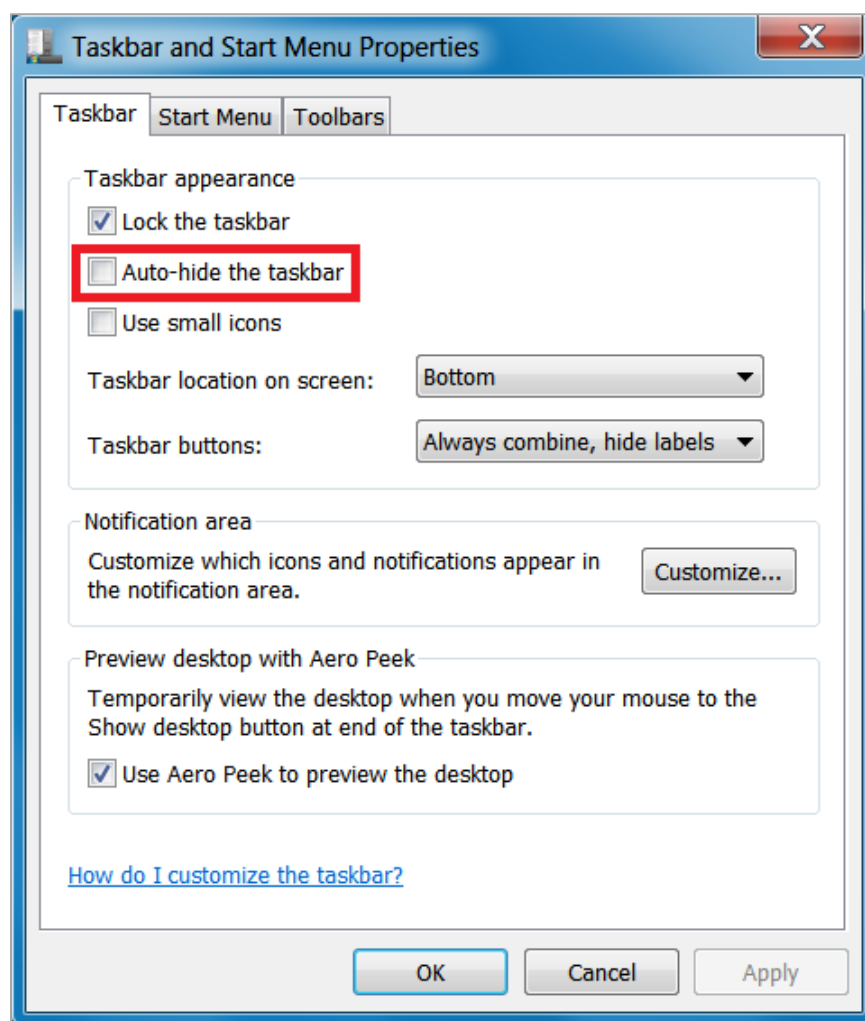 Taskbar and Start Menu Properties
X
Taskbar Start Menu Toolbars
Taskbar appearance
Lock the taskbar
Auto-hide the taskbar
Use small icons
Taskbar location on screen: Bottom
Taskbar buttons: Always combine, hide labels
Notification area
Customize which icons and notifications appear in
the notification area.
Customize...
Preview desktop with Aero Peek
Temporarily view the desktop when you move your mouse to the
Show desktop button at end of the taskbar.
Use Aero Peek to preview the desktop
How do I customize the taskbar?
OK Cancel Apply